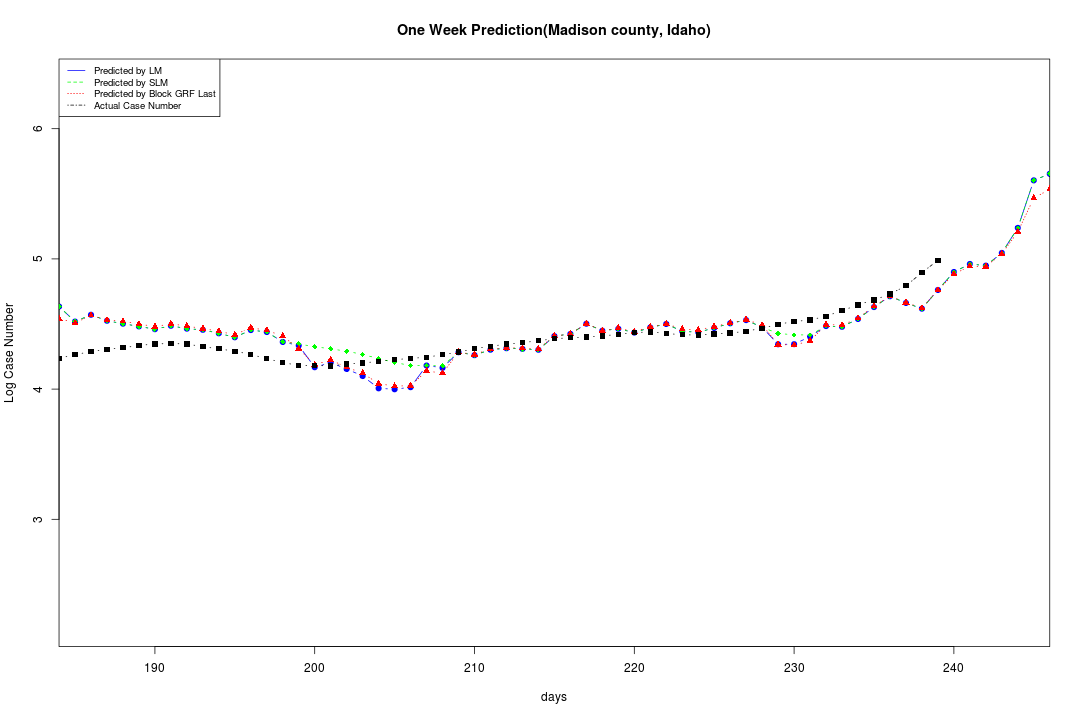 One Week Prediction(Madison county, Idaho)
Predicted by LM
Predicted by SLM
Predicted by Block GRF Last
Actual Case Number
6
5
4
3
Log Case Number
190 200 210 220 230 240
days